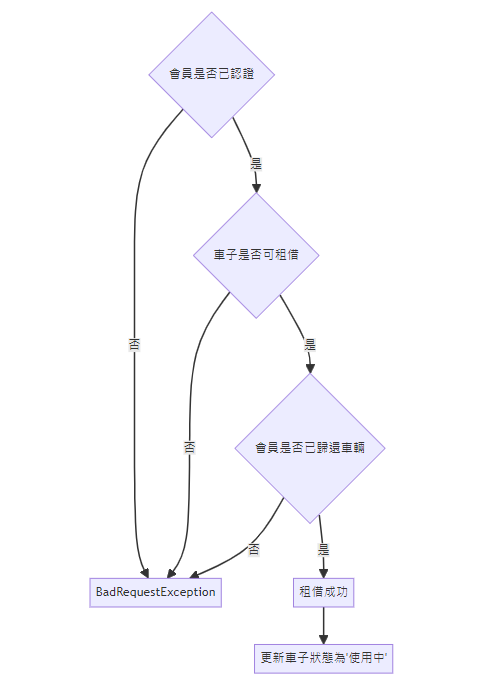 會員是否已認證
是
車子是否可租借
否
是
會員是否已歸還車輛
否
否
是
BadRequestException
租借成功
更新車子狀態為'使用中'